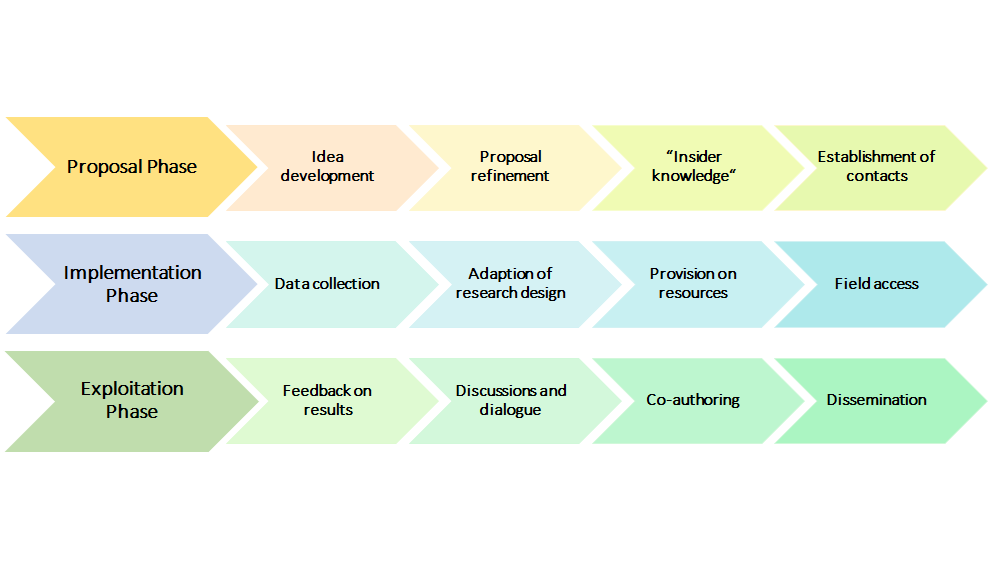 Proposal Phase
Idea
development
Proposal
refinement
“Insider
knowledge“
Establishment of
contacts
Implementation
Phase
Data collection
Adaption of
research design
Provision on
resources
Field access
Exploitation
Phase
Feedback on
results
Discussions and
dialogue
Co-authoring
Dissemination